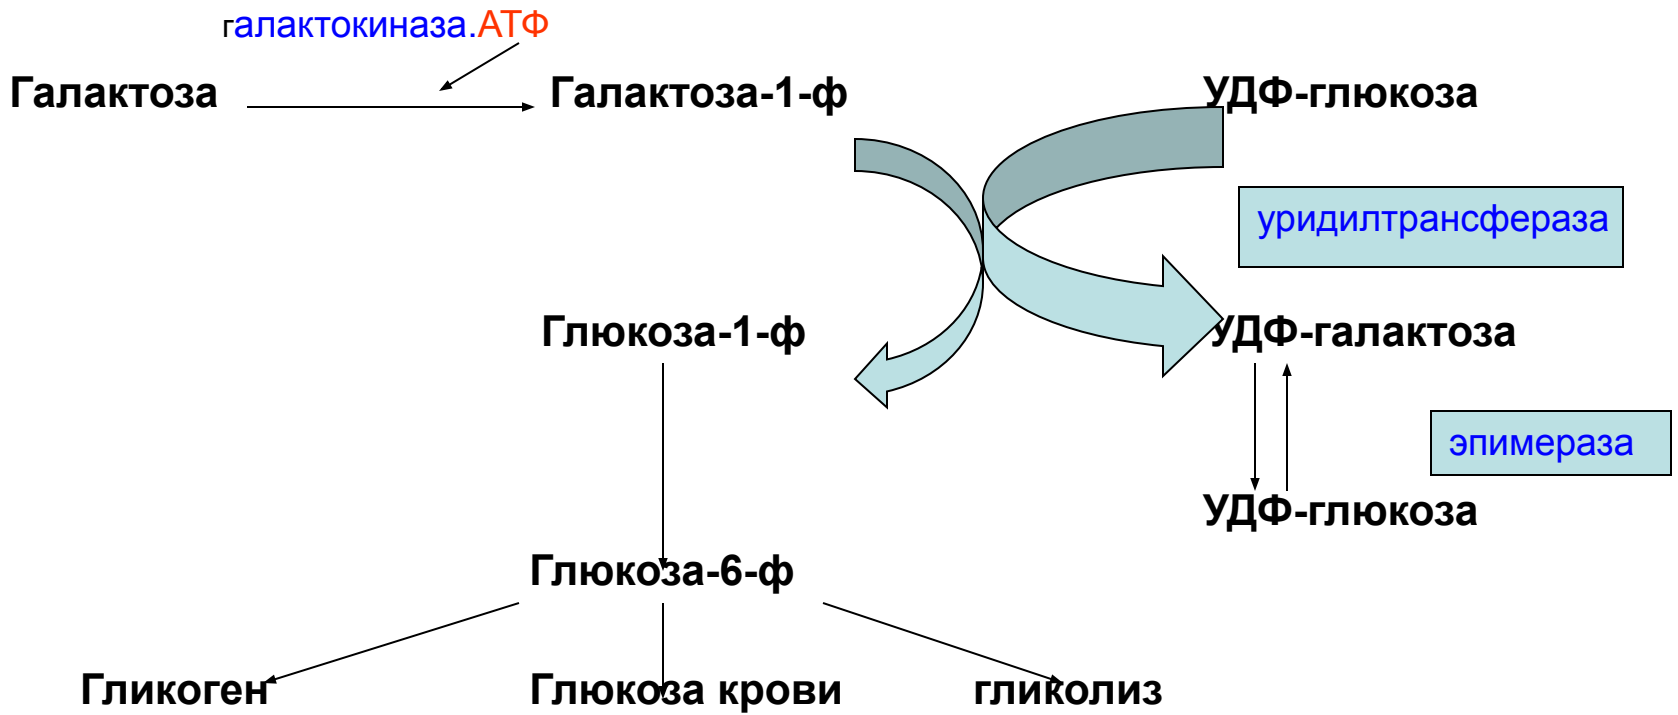 галактокиназа.АТФ
Галактоза Галактоза-1-ф УДФ-глюкоза
уридилтрансфераза
Глюкоза-1-ф УДФ-галактоза
эпимераза
УДФ-глюкоза
Глюкоза-6-ф
Гликоген Глюкоза крови гликолиз